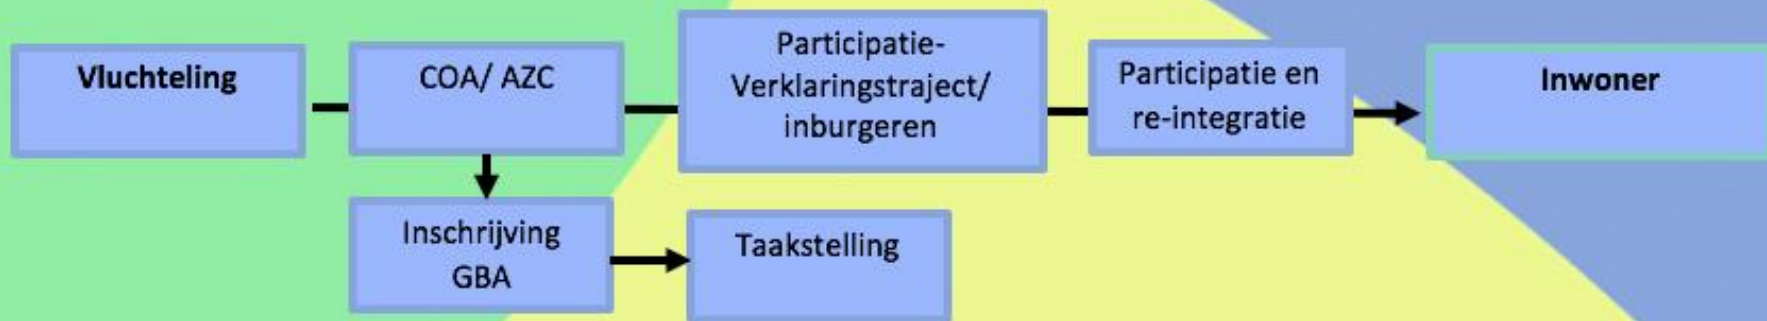 Vluchteling
COA/ AZC
Participatie-
Verklaringstraject/
inburgeren
Participatie en
re-integratie
Inwoner
Inschrijving
GBA
Taakstelling